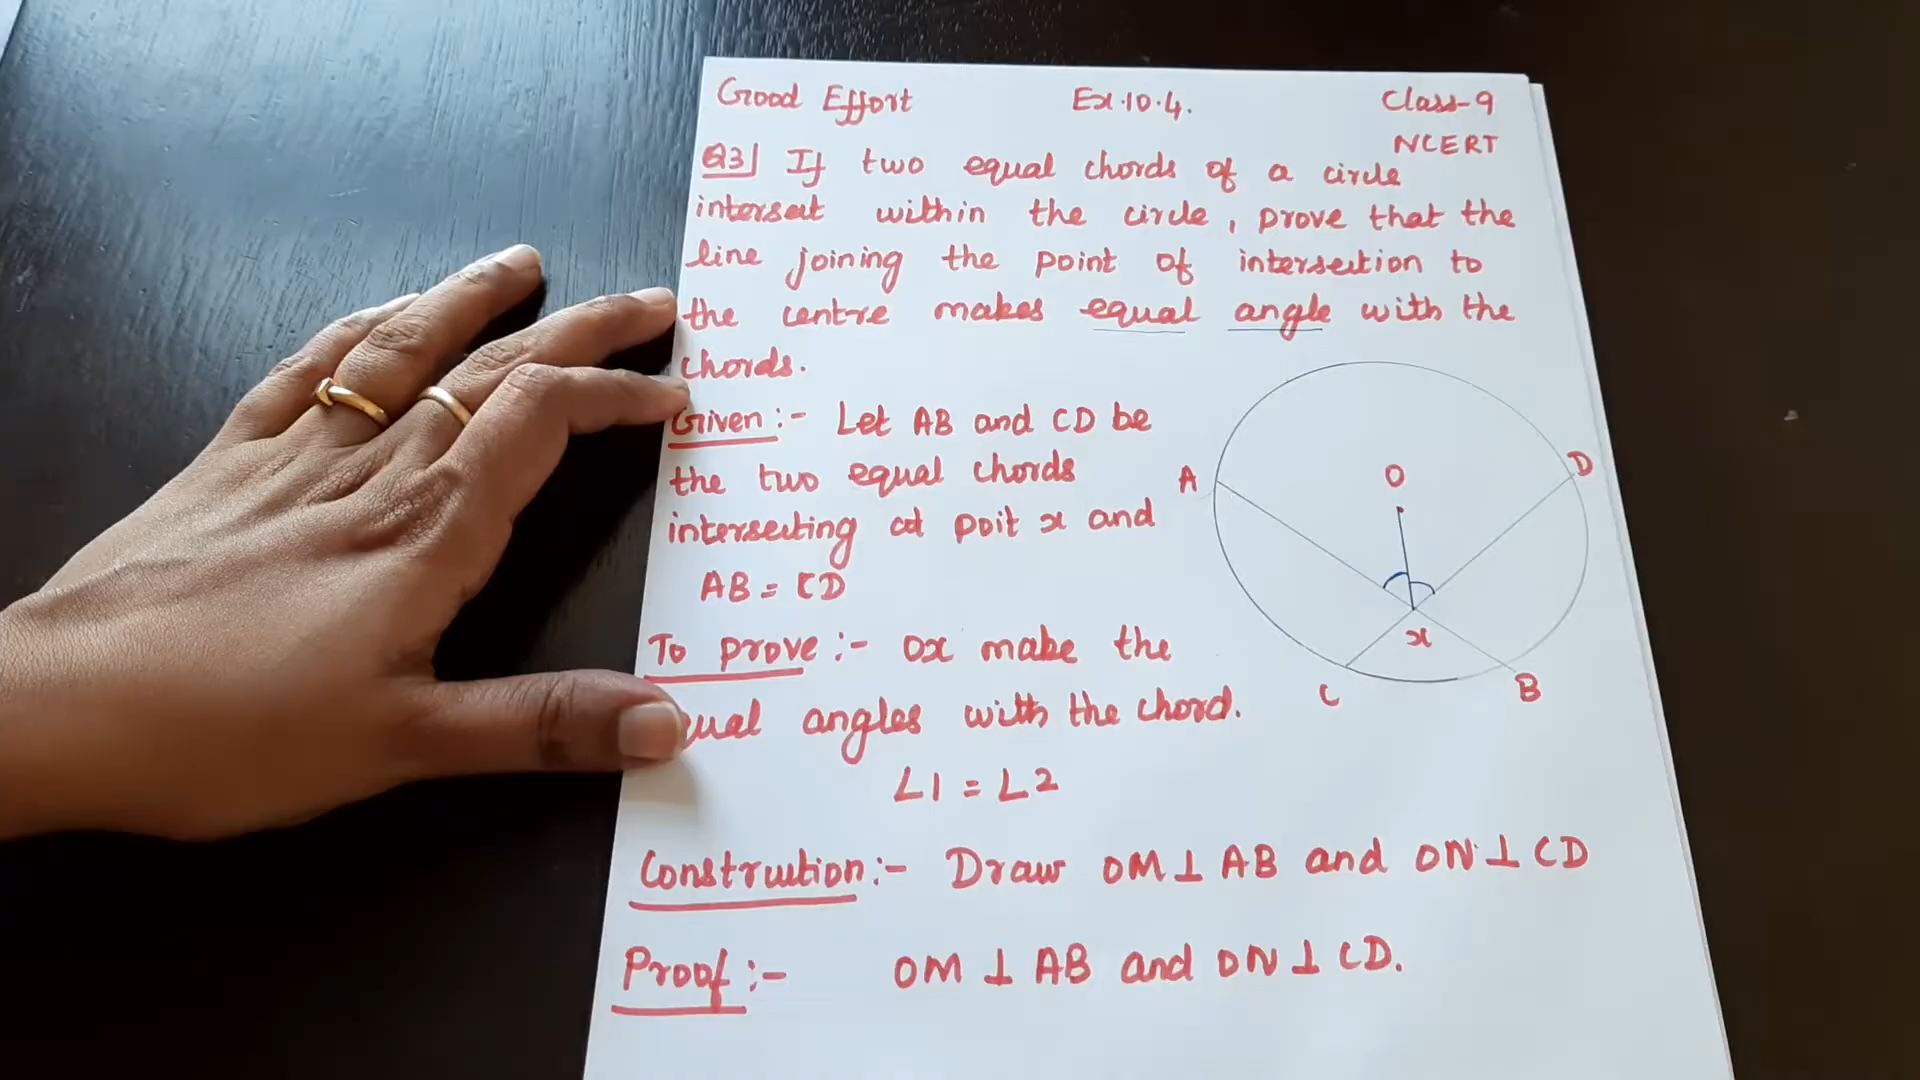 Good Effort Ex.10.4. Class-9
NCERT
Q3] If two equal chords of a circle
intersect within the circle, prove that the
line joining the point of intersection to
the centre makes equal angle with the
chords.
Given :- Let AB and CD be
the two equal chords
intersecting at poit x and
AB = CD
To prove :- ox make the
qual angles with the chord.
∠1 = ∠2
Construction :- Draw OM ⊥ AB and ON ⊥ CD
Proof :- OM ⊥ AB and ON ⊥ CD.
A
O
D
x
C
B